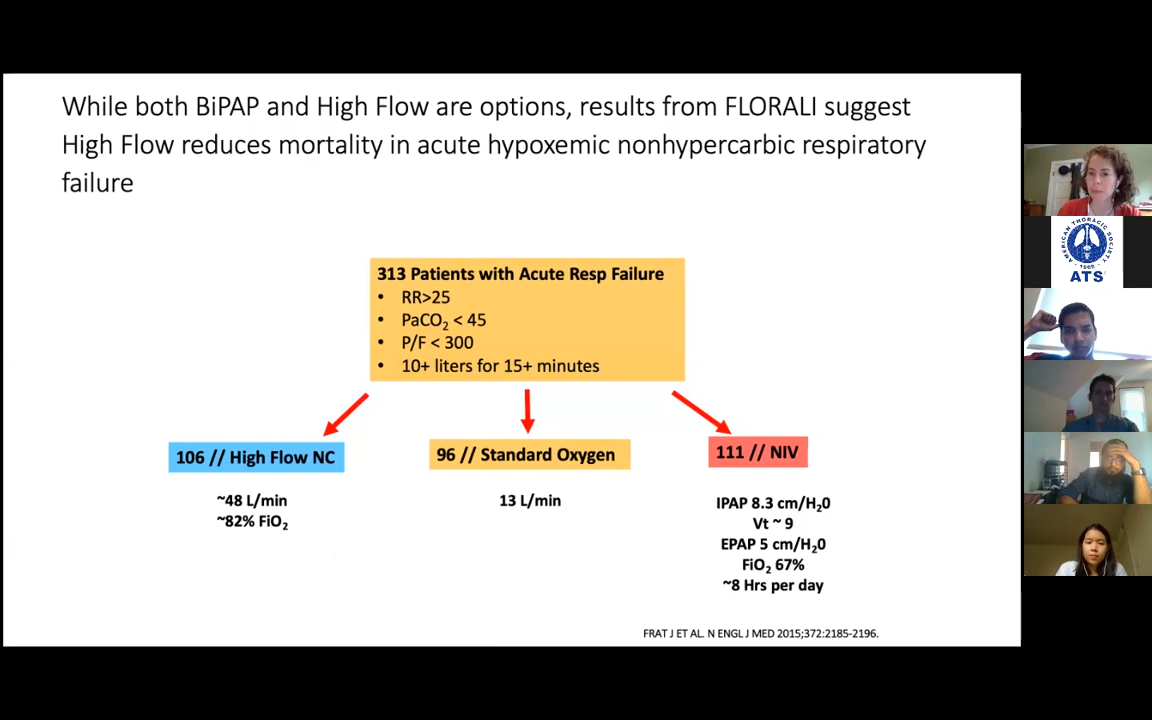 While both BiPAP and High Flow are options, results from FLORALI suggest
High Flow reduces mortality in acute hypoxemic nonhypercarbic respiratory
failure
313 Patients with Acute Resp Failure
• RR>25
• PaCO₂ < 45
• P/F < 300
• 10+ liters for 15+ minutes
106 // High Flow NC
96 // Standard Oxygen
111 // NIV
~48 L/min
~82% FiO₂
13 L/min
IPAP 8.3 cm/H₂0
Vt ~ 9
EPAP 5 cm/H₂0
FiO₂ 67%
~8 Hrs per day
FRAT J ET AL. N ENGL J MED 2015;372:2185-2196.
AMERICAN THORACIC SOCIETY
ATS